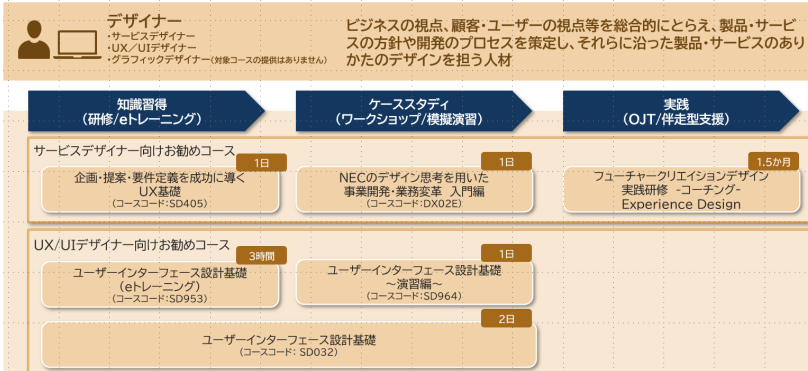 デザイナー
・サービスデザイナー
・UX/UIデザイナー
・グラフィックデザイナー(対象コースの提供はありません)
ビジネスの視点、顧客・ユーザーの視点等を総合的にとらえ、製品・サービ
スの方針や開発のプロセスを策定し、それらに沿った製品・サービスのあり
かたのデザインを担う人材
知識習得
(研修/eトレーニング)
ケーススタディ
(ワークショップ/模擬演習)
実践
(OJT/伴走型支援)
サービスデザイナー向けお勧めコース
1日
企画・提案・要件定義を成功に導く
UX基礎
(コースコード:SD405)
1日
NECのデザイン思考を用いた
事業開発・業務変革 入門編
(コースコード:DX02E)
1.5か月
フューチャークリエイションデザイン
実践研修 -コーチング-
Experience Design
UX/UIデザイナー向けお勧めコース
3時間
ユーザーインターフェース設計基礎
(eトレーニング)
(コースコード:SD953)
1日
ユーザーインターフェース設計基礎
~演習編~
(コースコード:SD964)
2日
ユーザーインターフェース設計基礎
(コースコード: SD032)